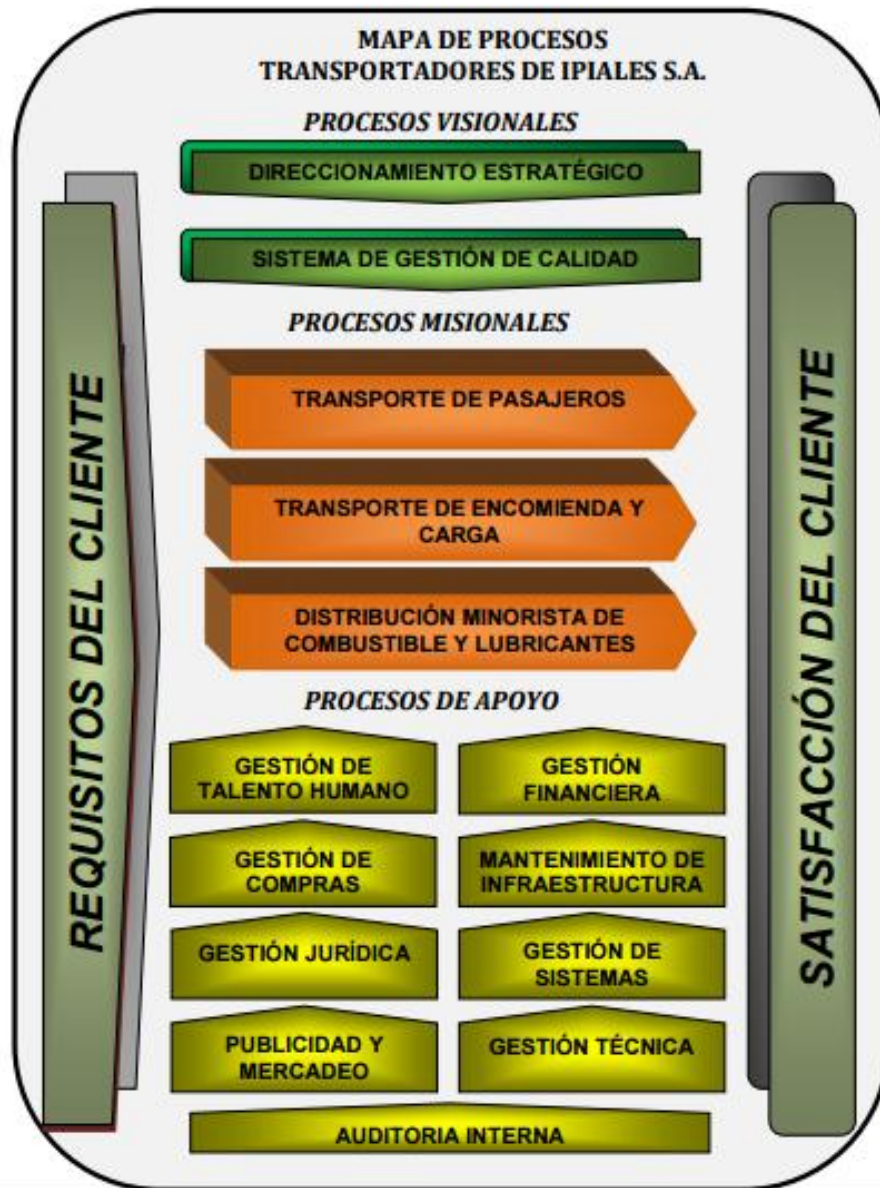 MAPA DE PROCESOS
TRANSPORTADORES DE IPIALES S.A.
PROCESOS VISIONALES
DIRECCIONAMIENTO ESTRATÉGICO
SISTEMA DE GESTIÓN DE CALIDAD
PROCESOS MISIONALES
TRANSPORTE DE PASAJEROS
TRANSPORTE DE ENCOMIENDA Y
CARGA
DISTRIBUCIÓN MINORISTA DE
COMBUSTIBLE Y LUBRICANTES
PROCESOS DE APOYO
GESTIÓN DE
TALENTO HUMANO
GESTIÓN
FINANCIERA
GESTIÓN DE
COMPRAS
MANTENIMIENTO DE
INFRAESTRUCTURA
GESTIÓN JURÍDICA
GESTIÓN DE
SISTEMAS
PUBLICIDAD Y
MERCADEO
GESTIÓN TÉCNICA
AUDITORIA INTERNA
REQUISITOS DEL CLIENTE
SATISFACCIÓN DEL CLIENTE